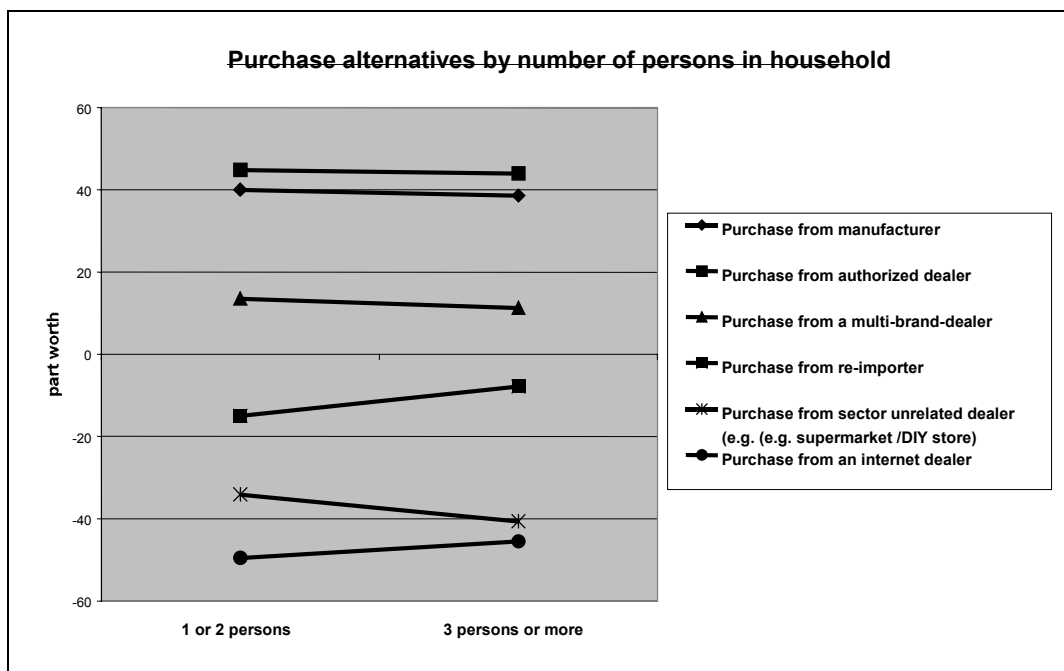 Purchase alternatives by number of persons in household
60
40
20
0
-20
-40
-60
part worth
1 or 2 persons
3 persons or more
Purchase from manufacturer
Purchase from authorized dealer
Purchase from a multi-brand-dealer
Purchase from re-importer
Purchase from sector unrelated dealer
(e.g. (e.g. supermarket /DIY store)
Purchase from an internet dealer